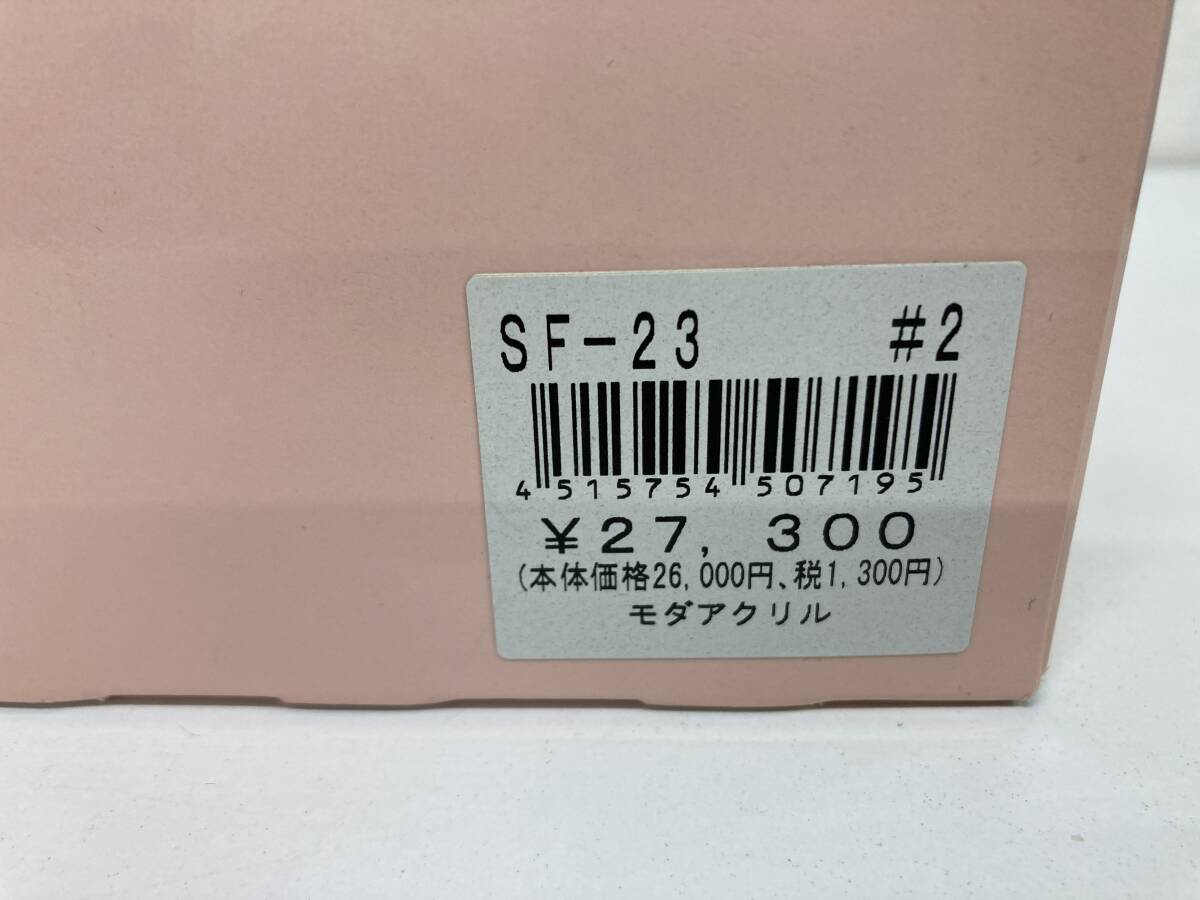 SF-23 #2
4 515754 507195
¥27, 300
(本体価格26,000円、税1,300円)
モダアクリル